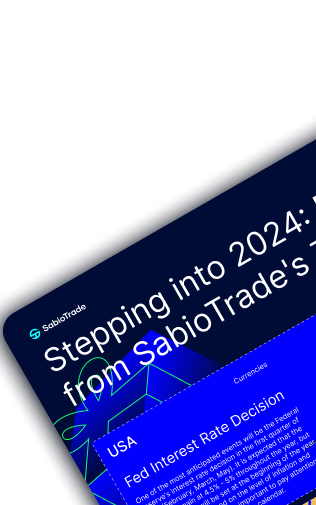 SabioTrade
Stepping into 2024:
from SabioTrade's
Currencies
USA
Fed Interest Rate Decision
One of the most anticipated events will be the Federal
serve's interest rate decision in the first quarter of
February, March, May). It is expected that the
gin at 4.5% - 5% throughout the year, but
will be set at the beginning of the year
on the level of inflation and
important to pay attention
calendar.